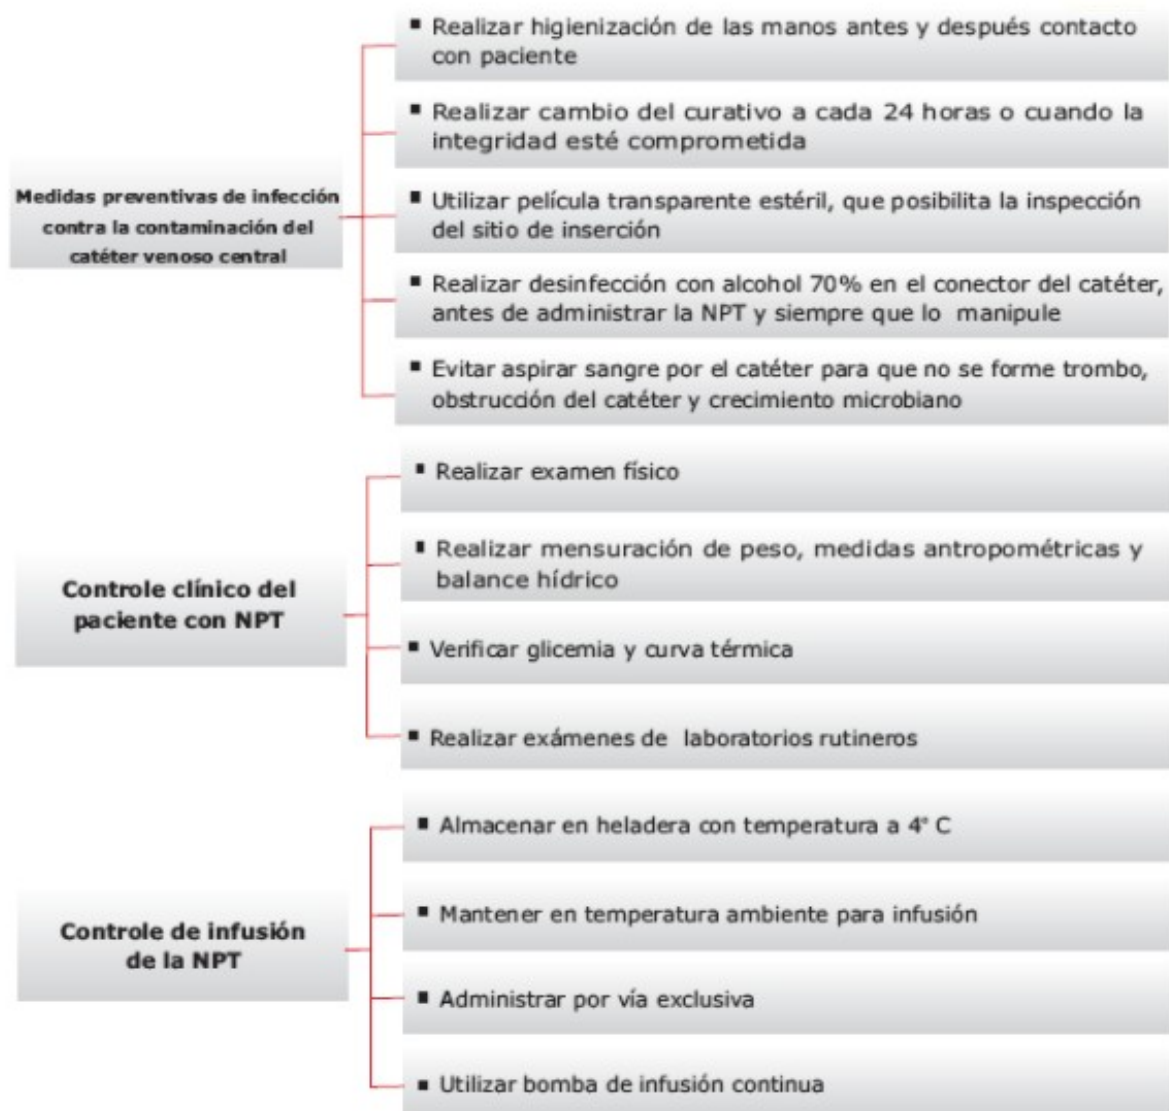 ▪ Realizar higienización de las manos antes y después contacto
con paciente
▪ Realizar cambio del curativo a cada 24 horas o cuando la
integridad esté comprometida
Medidas preventivas de infección
contra la contaminación del
catéter venoso central
▪ Utilizar película transparente estéril, que posibilita la inspección
del sitio de inserción
▪ Realizar desinfección con alcohol 70% en el conector del catéter,
antes de administrar la NPT y siempre que lo manipule
▪ Evitar aspirar sangre por el catéter para que no se forme trombo,
obstrucción del catéter y crecimiento microbiano
▪ Realizar examen físico
▪ Realizar mensuración de peso, medidas antropométricas y
balance hídrico
Controle clínico del
paciente con NPT
▪ Verificar glicemia y curva térmica
▪ Realizar exámenes de laboratorios rutineros
▪ Almacenar en heladera con temperatura a 4° C
▪ Mantener en temperatura ambiente para infusión
Controle de infusión
de la NPT
▪ Administrar por vía exclusiva
▪ Utilizar bomba de infusión continua